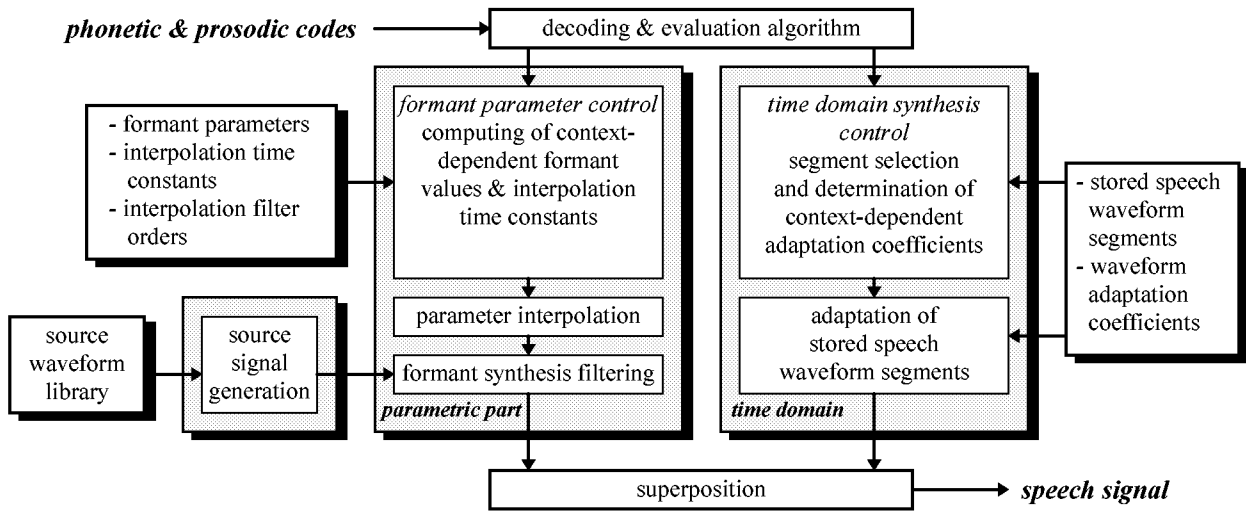 phonetic & prosodic codes
decoding & evaluation algorithm
- formant parameters
- interpolation time
constants
- interpolation filter
orders
formant parameter control
computing of context-
dependent formant
values & interpolation
time constants
time domain synthesis
control
segment selection
and determination of
context-dependent
adaptation coefficients
- stored speech
waveform
segments
- waveform
adaptation
coefficients
source
waveform
library
source
signal
generation
parameter interpolation
formant synthesis filtering
parametric part
adaptation of
stored speech
waveform segments
time domain
superposition
speech signal